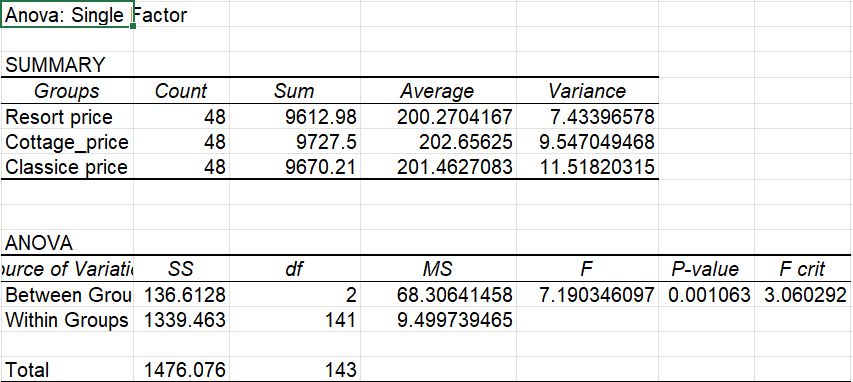 Anova: Single Factor
SUMMARY
Groups Count Sum Average Variance
Resort price 48 9612.98 200.2704167 7.43396578
Cottage_price 48 9727.5 202.65625 9.547049468
Classice price 48 9670.21 201.4627083 11.51820315
ANOVA
ource of Variati SS df MS F P-value F crit
Between Grou 136.6128 2 68.30641458 7.190346097 0.001063 3.060292
Within Groups 1339.463 141 9.499739465
Total 1476.076 143